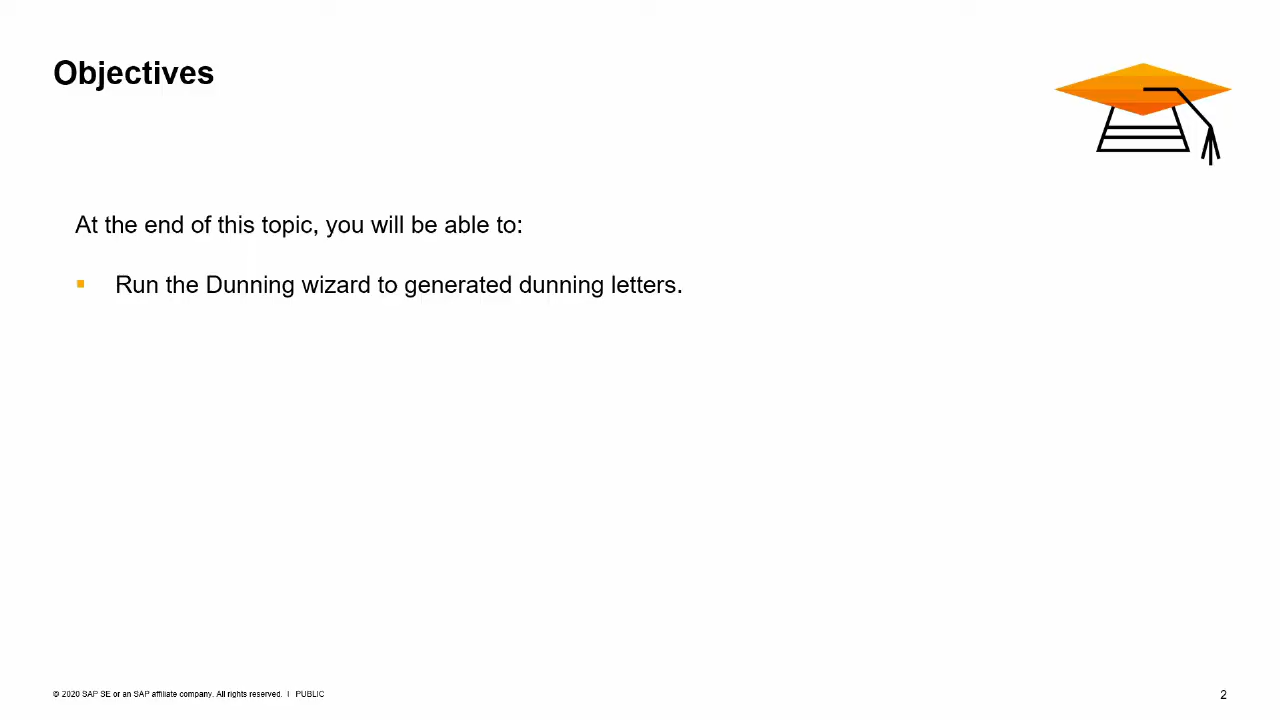 Objectives
At the end of this topic, you will be able to:
Run the Dunning wizard to generated dunning letters.
© 2020 SAP SE or an SAP affiliate company. All rights reserved. I PUBLIC
2